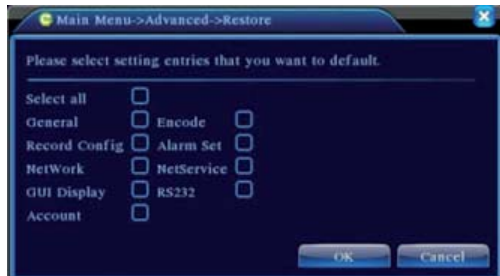 Main Menu->Advanced->Restore
Please select setting entries that you want to default.
Select all
General Encode
Record Config Alarm Set
NetWork NetService
GUI Display RS232
Account
OK Cancel